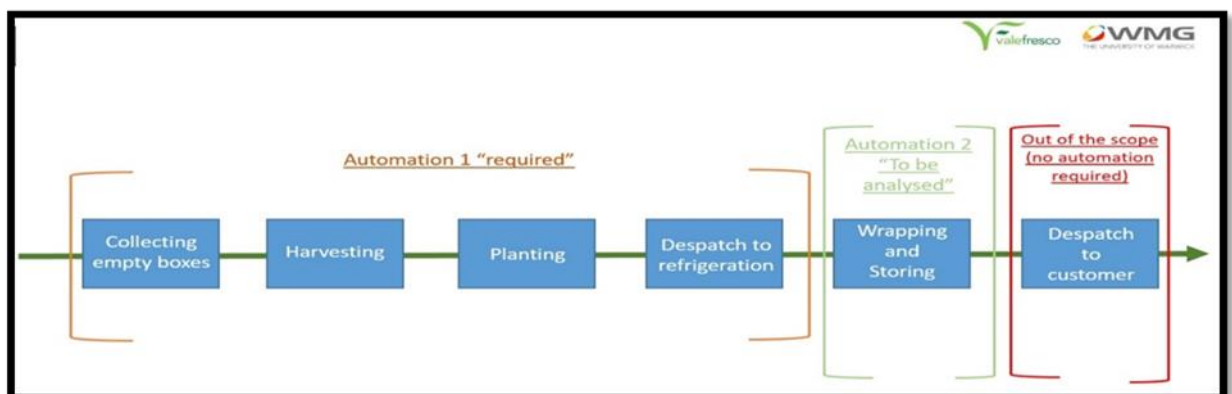 valefresco WMG
THE UNIVERSITY OF WARWICK
Automation 1 "required"
Automation 2
"To be
analysed"
Out of the scope
(no automation
required)
Collecting
empty boxes
Harvesting
Planting
Despatch to
refrigeration
Wrapping
and
Storing
Despatch
to
customer